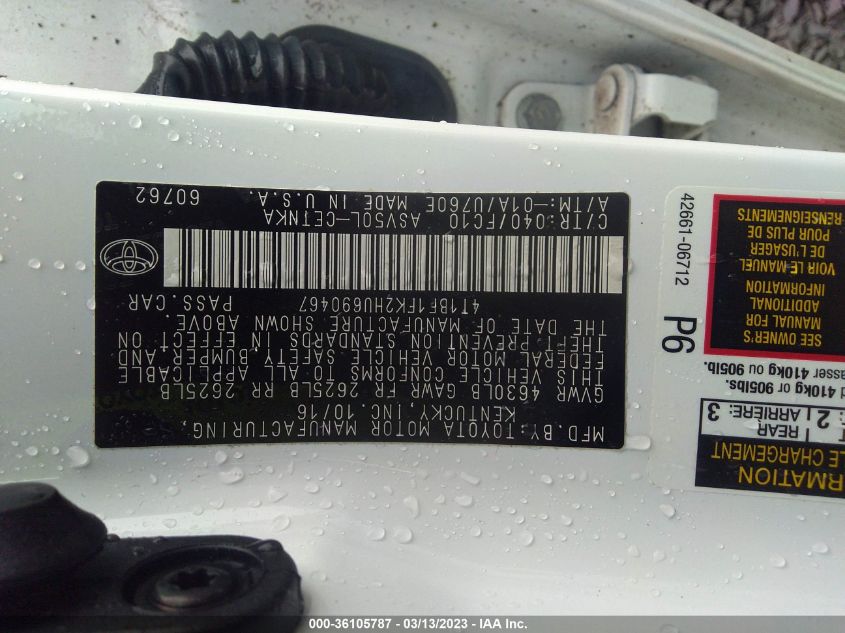 MFD.BY TOYOTA MOTOR MANUFACTURING,
KENTUCKY, INC. 10/16
GVWR 4630LB GAWR FR 2625LB RR 2625LB
THIS VEHICLE CONFORMS TO ALL APPLICABLE
FEDERAL MOTOR VEHICLE SAFETY, BUMPER, AND
THEFT PREVENTION STANDARDS IN EFFECT ON
THE DATE OF MANUFACTURE SHOWN ABOVE.
4T1BF1FK2HU690467 PASS. CAR
C/TR:040/FC10 ASV50L-CETNKA
A/TM:-01A/U760E MADE IN U.S.A. 60762
RMATION
LE CHARGEMENT
REAR
: 2 ARRIÈRE: 3
d 410kg or 905lbs.
asser 410kg ou 905lb.
SEE OWNER'S
MANUAL FOR
ADDITIONAL
INFORMATION
VOIR LE MANUEL
DE L'USAGER
POUR PLUS DE
RENSEIGNEMENTS
42661-06712
P6
000-36105787 - 03/13/2023 - IAA Inc.